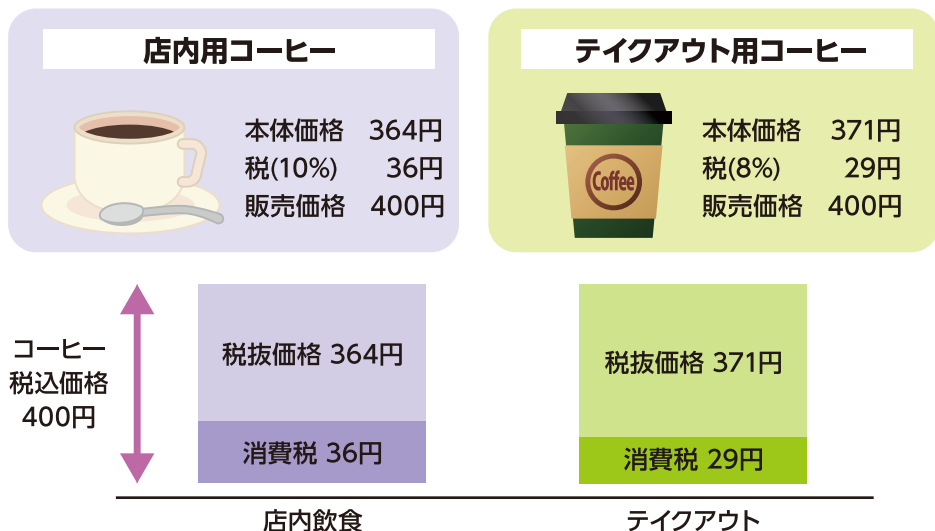 店内用コーヒー
本体価格 364円
税(10%) 36円
販売価格 400円
テイクアウト用コーヒー
Coffee
本体価格 371円
税(8%) 29円
販売価格 400円
コーヒー
税込価格
400円
税抜価格 364円
消費税 36円
店内飲食
税抜価格 371円
消費税 29円
テイクアウト